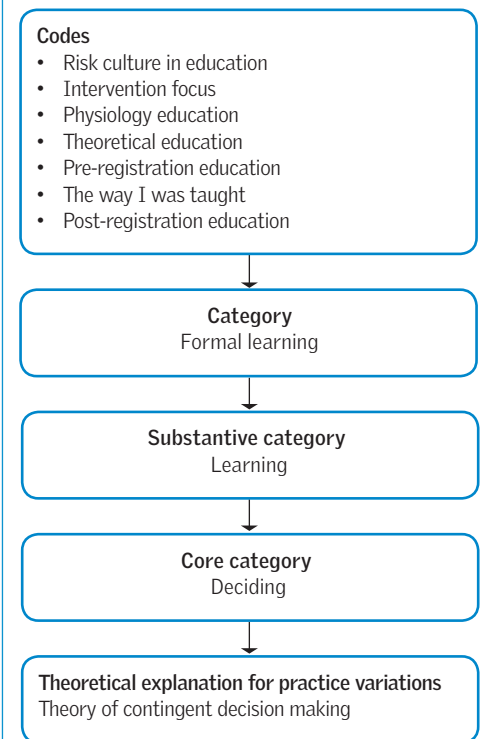 Codes
• Risk culture in education
• Intervention focus
• Physiology education
• Theoretical education
• Pre-registration education
• The way I was taught
• Post-registration education
Category
Formal learning
Substantive category
Learning
Core category
Deciding
Theoretical explanation for practice variations
Theory of contingent decision making